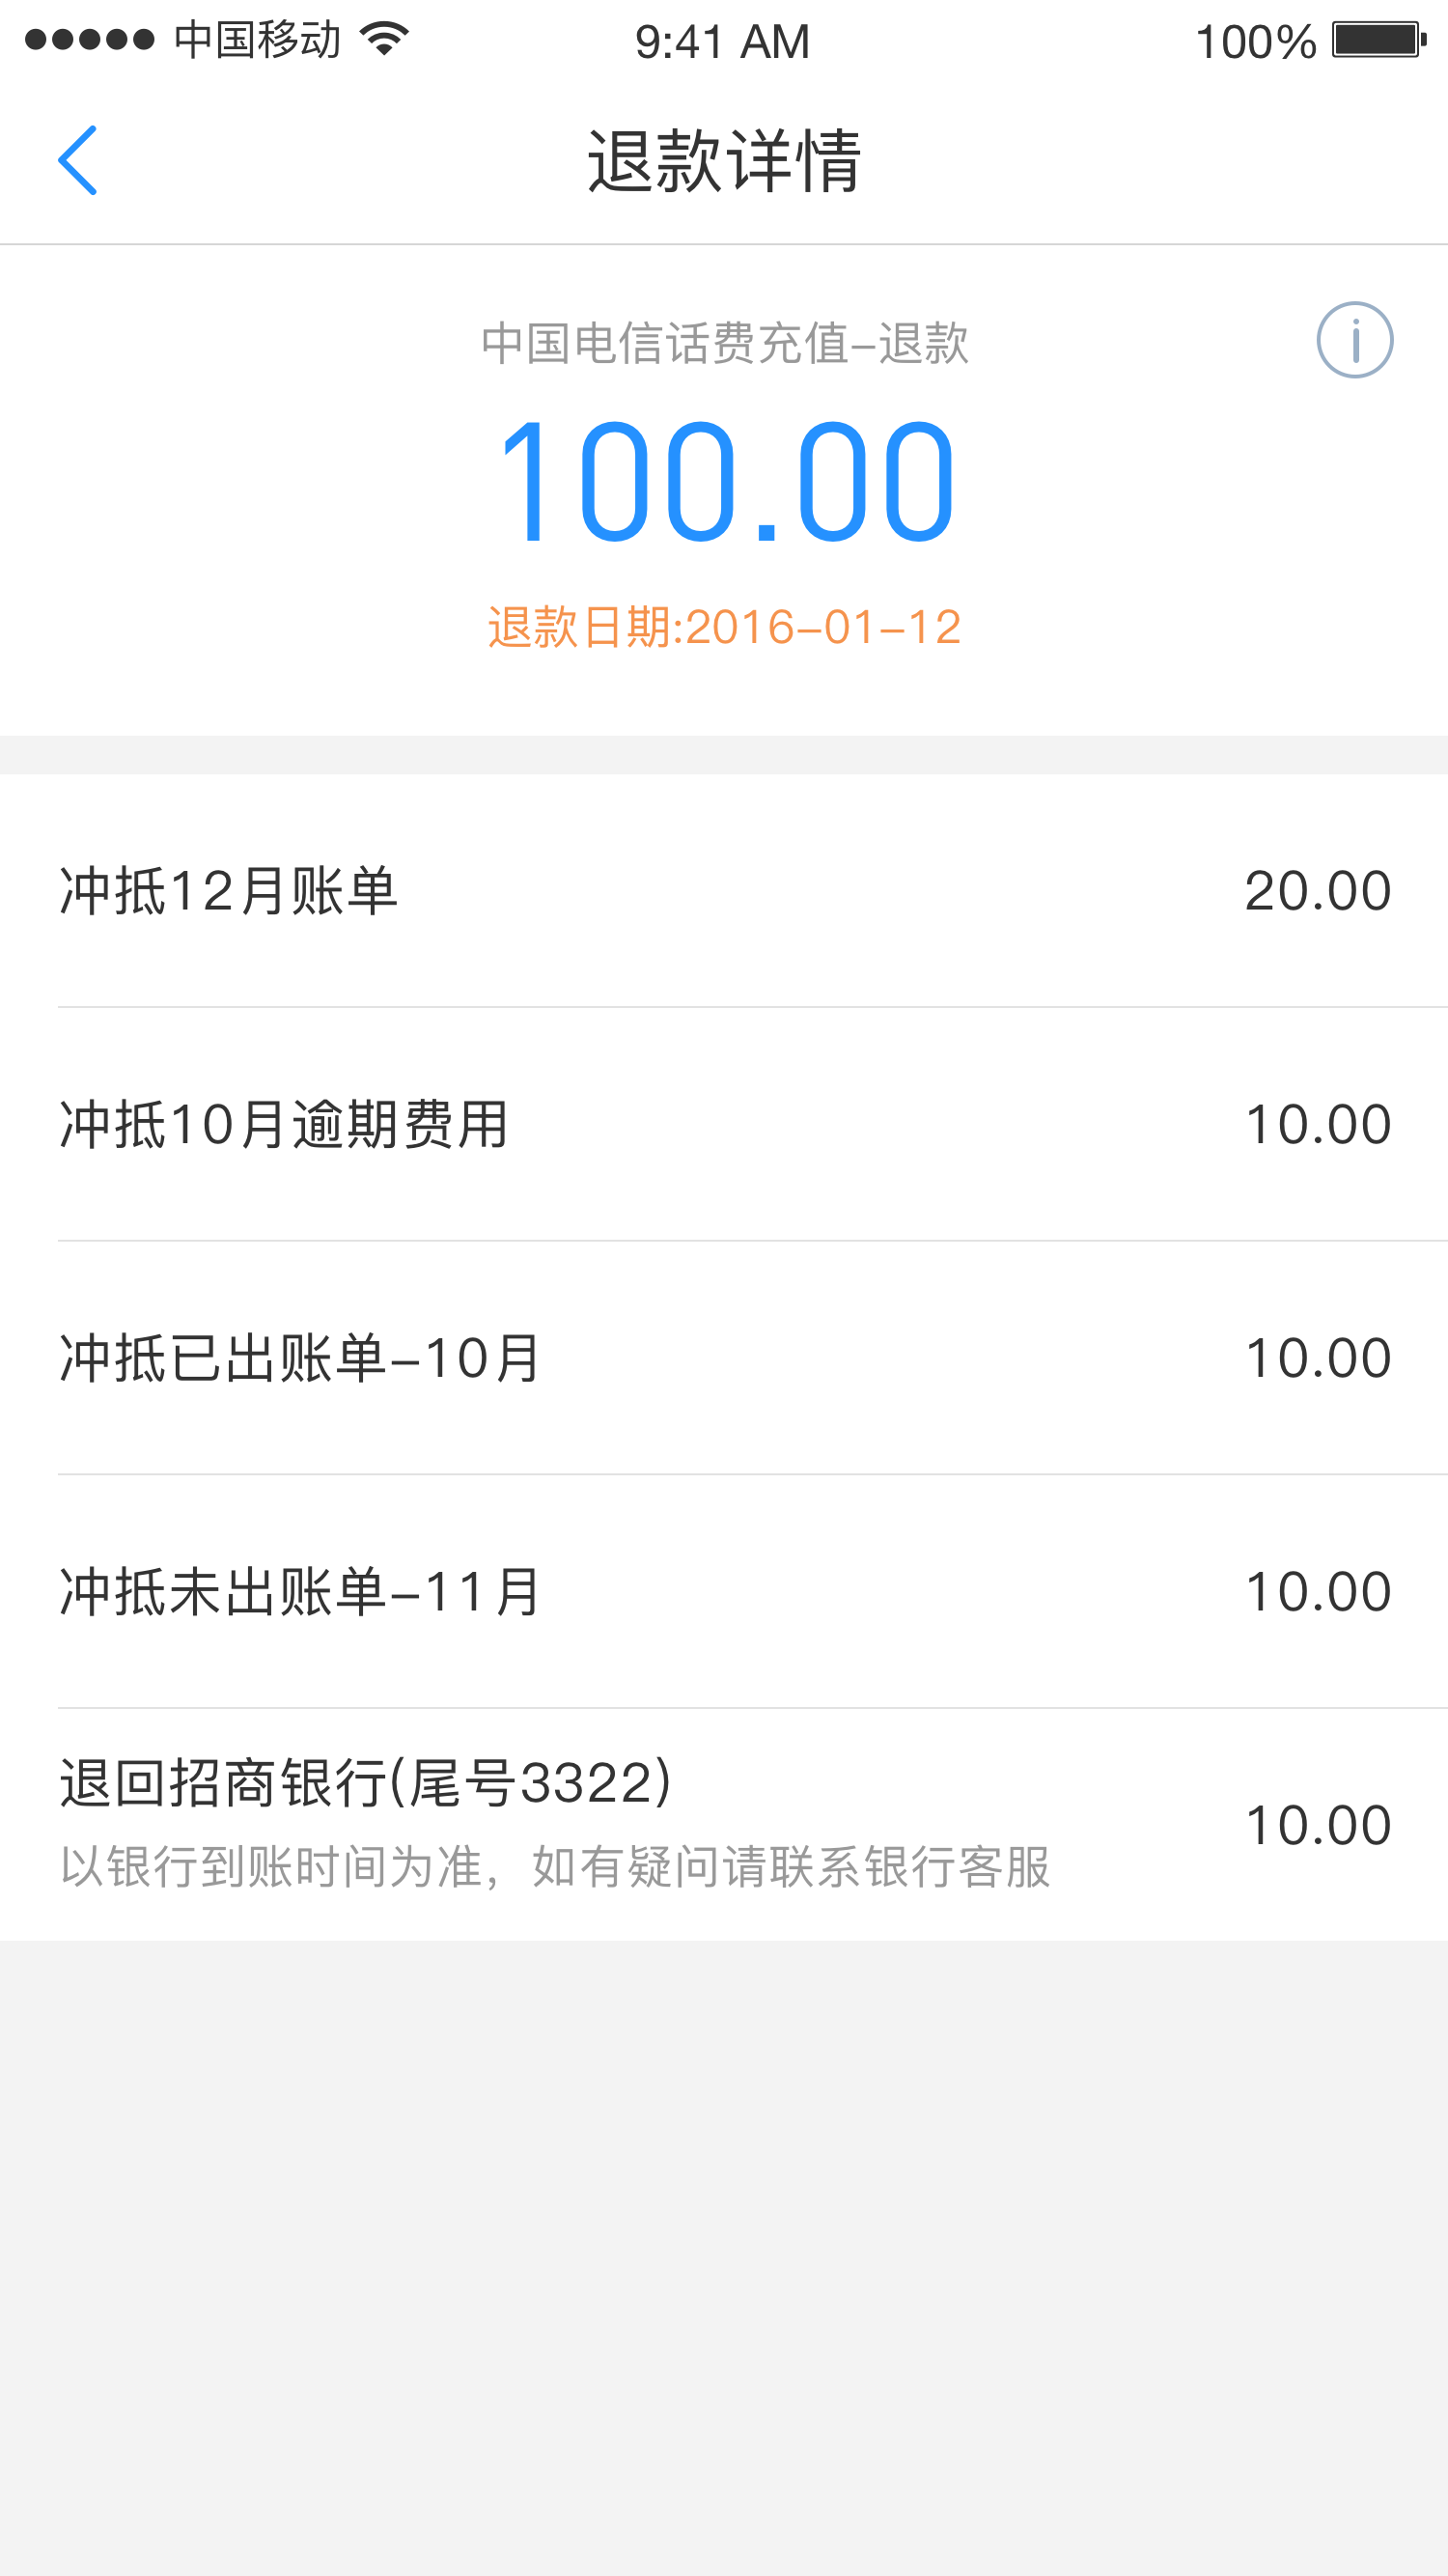 中国移动 9:41 AM 100%
退款详情
中国电信话费充值-退款
100.00
退款日期:2016-01-12
冲抵12月账单 20.00
冲抵10月逾期费用 10.00
冲抵已出账单-10月 10.00
冲抵未出账单-11月 10.00
退回招商银行(尾号3322) 10.00
以银行到账时间为准，如有疑问请联系银行客服